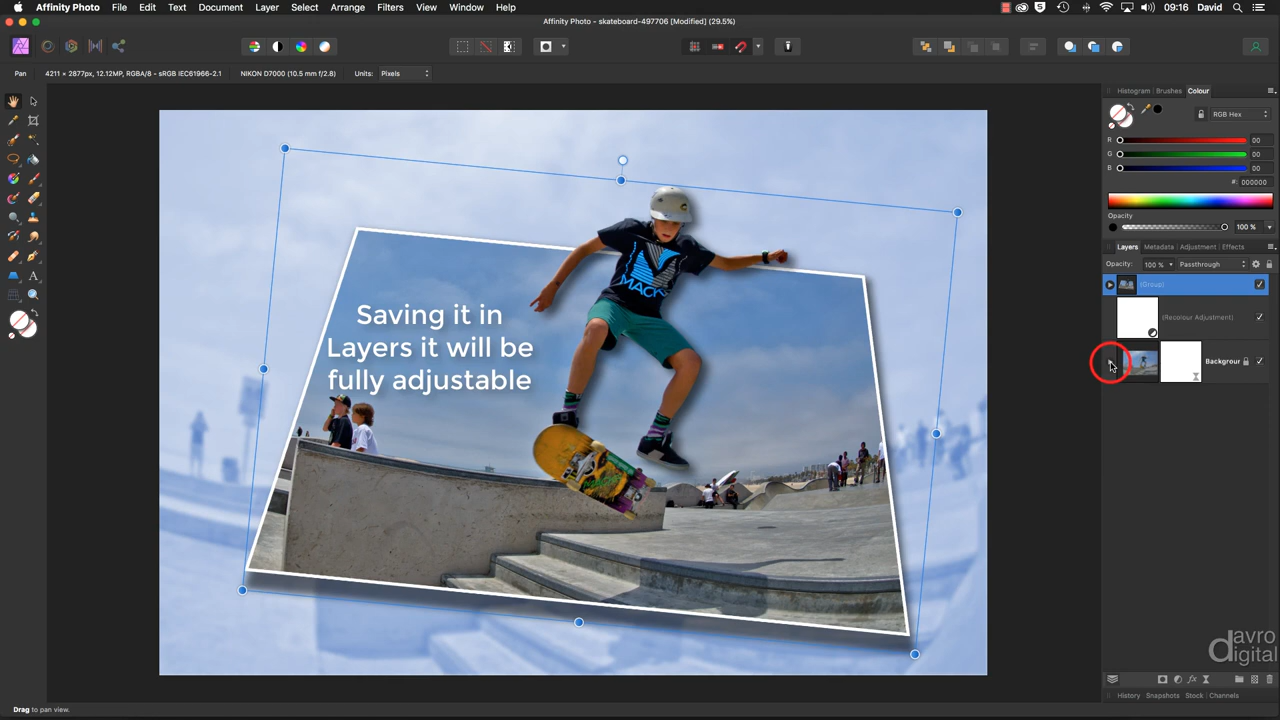 Affinity Photo File Edit Text Document Layer Select Arrange Filters View Window Help 5 09:16 David
Affinity Photo - skateboard-497706 [Modified] (29.5%)
Pan 4211 × 2877px, 12.12MP, RGBA/8 - sRGB IEC61966-2.1 NIKON D7000 (10.5 mm f/2.8) Units: Pixels
Histogram Brushes Colour
RGB Hex
R 00
G 00
B 00
#: 000000
Opacity
100 %
Layers Metadata Adjustment Effects
Opacity: 100 % Passthrough
(Group)
(Recolour Adjustment)
Backgrour
Saving it in
Layers it will be
fully adjustable
MACK
davro
digital
History Snapshots Stock Channels
Drag to pan view.